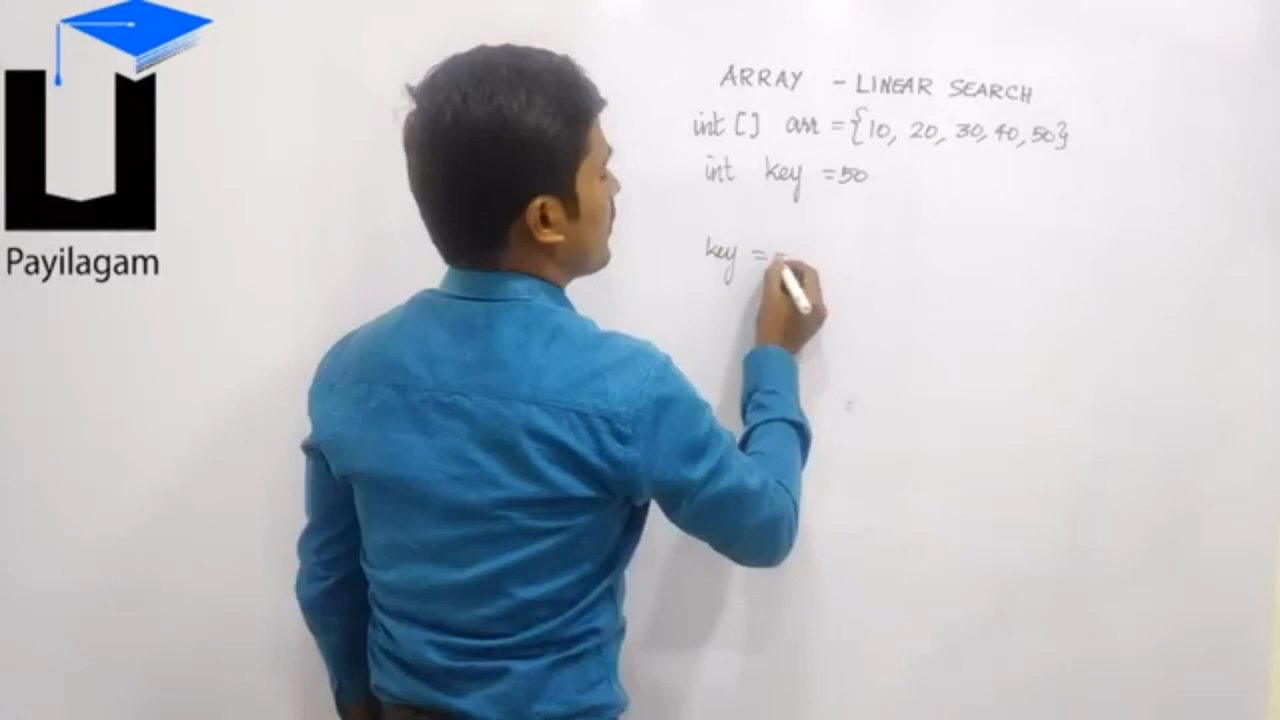 Payilagam
ARRAY - LINEAR SEARCH
int [] arr = {10, 20, 30, 40, 50}
int key = 50
key ==